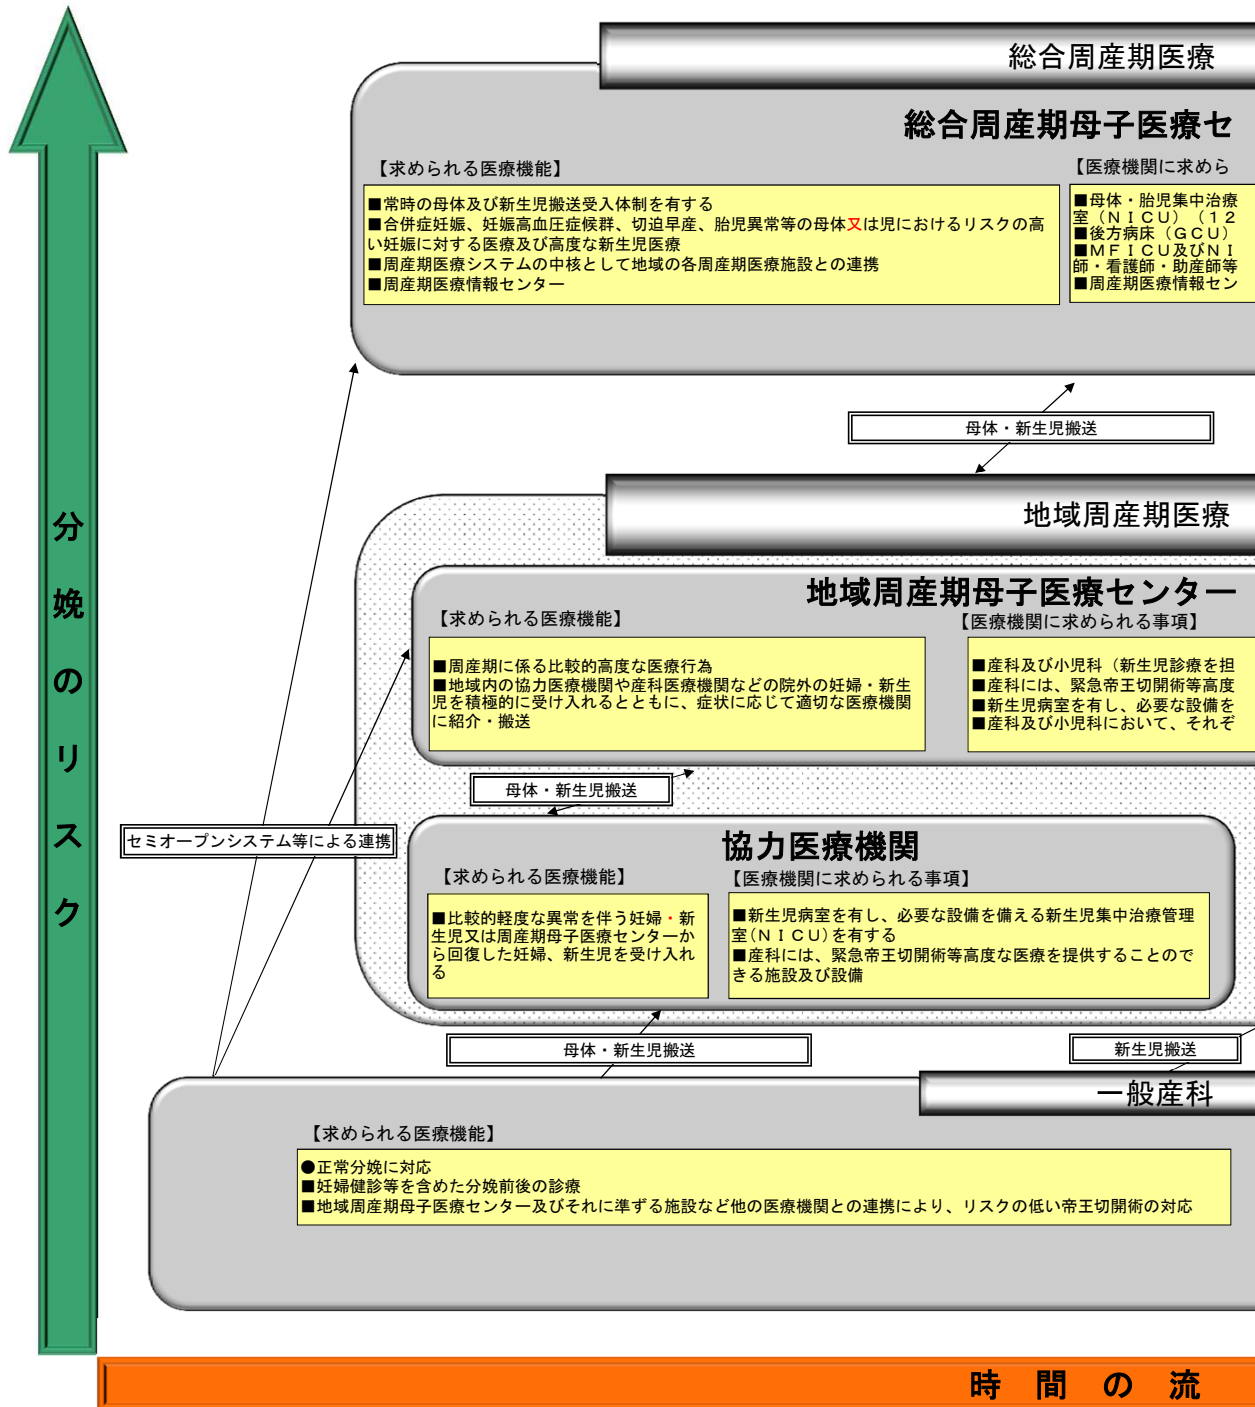 総合周産期医療
総合周産期母子医療セ
【求められる医療機能】
■常時の母体及び新生児搬送受入体制を有する
■合併症妊娠、妊娠高血圧症候群、切迫早産、胎児異常等の母体又は児におけるリスクの高
い妊娠に対する医療及び高度な新生児医療
■周産期医療システムの中核として地域の各周産期医療施設との連携
■周産期医療情報センター
【医療機関に求めら
■母体・胎児集中治療
室（ＮＩＣＵ）（１２
■後方病床（ＧＣＵ）
■ＭＦＩＣＵ及びＮＩ
師・看護師・助産師等
■周産期医療情報セン
母体・新生児搬送
地域周産期医療
地域周産期母子医療センター
【求められる医療機能】
■周産期に係る比較的高度な医療行為
■地域内の協力医療機関や産科医療機関などの院外の妊婦・新生
児を積極的に受け入れるとともに、症状に応じて適切な医療機関
に紹介・搬送
【医療機関に求められる事項】
■産科及び小児科（新生児診療を担
■産科には、緊急帝王切開術等高度
■新生児病室を有し、必要な設備を
■産科及び小児科において、それぞ
母体・新生児搬送
セミオープンシステム等による連携
協力医療機関
【求められる医療機能】
■比較的軽度な異常を伴う妊婦・新
生児又は周産期母子医療センターか
ら回復した妊婦、新生児を受け入れ
る
【医療機関に求められる事項】
■新生児病室を有し、必要な設備を備える新生児集中治療管理
室(ＮＩＣＵ)を有する
■産科には、緊急帝王切開術等高度な医療を提供することので
きる施設及び設備
母体・新生児搬送
新生児搬送
一般産科
【求められる医療機能】
●正常分娩に対応
■妊婦健診等を含めた分娩前後の診療
■地域周産期母子医療センター及びそれに準ずる施設など他の医療機関との連携により、リスクの低い帝王切開術の対応
分娩のリスク
時間の流